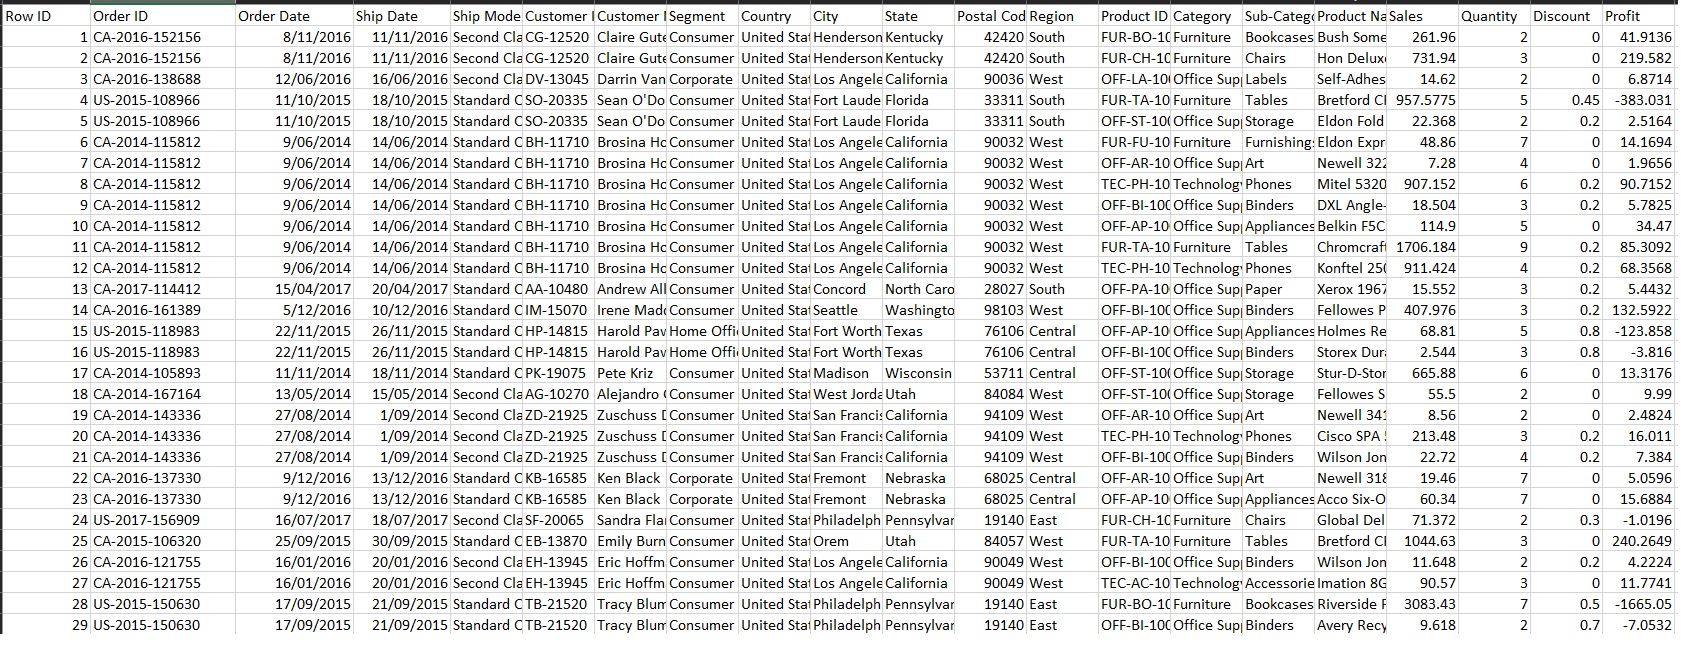 Row ID Order ID Order Date Ship Date Ship Mode Customer I Customer N Segment Country City State Postal Cod Region Product ID Category Sub-Catego Product Na Sales Quantity Discount Profit
1 CA-2016-152156 8/11/2016 11/11/2016 Second Cla CG-12520 Claire Gute Consumer United Stat Henderson Kentucky 42420 South FUR-BO-10 Furniture Bookcases Bush Some 261.96 2 0 41.9136
2 CA-2016-152156 8/11/2016 11/11/2016 Second Cla CG-12520 Claire Gute Consumer United Stat Henderson Kentucky 42420 South FUR-CH-10 Furniture Chairs Hon Deluxe 731.94 3 0 219.582
3 CA-2016-138688 12/06/2016 16/06/2016 Second Cla DV-13045 Darrin Van Corporate United Stat Los Angele California 90036 West OFF-LA-100 Office Supp Labels Self-Adhes 14.62 2 0 6.8714
4 US-2015-108966 11/10/2015 18/10/2015 Standard C SO-20335 Sean O'Do Consumer United Stat Fort Laude Florida 33311 South FUR-TA-10 Furniture Tables Bretford CI 957.5775 5 0.45 -383.031
5 US-2015-108966 11/10/2015 18/10/2015 Standard C SO-20335 Sean O'Do Consumer United Stat Fort Laude Florida 33311 South OFF-ST-100 Office Supp Storage Eldon Fold 22.368 2 0.2 2.5164
6 CA-2014-115812 9/06/2014 14/06/2014 Standard C BH-11710 Brosina Ho Consumer United Stat Los Angele California 90032 West FUR-FU-10 Furniture Furnishings Eldon Expr 48.86 7 0 14.1694
7 CA-2014-115812 9/06/2014 14/06/2014 Standard C BH-11710 Brosina Ho Consumer United Stat Los Angele California 90032 West OFF-AR-10 Office Supp Art Newell 322 7.28 4 0 1.9656
8 CA-2014-115812 9/06/2014 14/06/2014 Standard C BH-11710 Brosina Ho Consumer United Stat Los Angele California 90032 West TEC-PH-10 Technology Phones Mitel 5320 907.152 6 0.2 90.7152
9 CA-2014-115812 9/06/2014 14/06/2014 Standard C BH-11710 Brosina Ho Consumer United Stat Los Angele California 90032 West OFF-BI-100 Office Supp Binders DXL Angle- 18.504 3 0.2 5.7825
10 CA-2014-115812 9/06/2014 14/06/2014 Standard C BH-11710 Brosina Ho Consumer United Stat Los Angele California 90032 West OFF-AP-10 Office Supp Appliances Belkin F5C 114.9 5 0 34.47
11 CA-2014-115812 9/06/2014 14/06/2014 Standard C BH-11710 Brosina Ho Consumer United Stat Los Angele California 90032 West FUR-TA-10 Furniture Tables Chromcraft 1706.184 9 0.2 85.3092
12 CA-2014-115812 9/06/2014 14/06/2014 Standard C BH-11710 Brosina Ho Consumer United Stat Los Angele California 90032 West TEC-PH-10 Technology Phones Konftel 250 911.424 4 0.2 68.3568
13 CA-2017-114412 15/04/2017 20/04/2017 Standard C AA-10480 Andrew All Consumer United Stat Concord North Caro 28027 South OFF-PA-10 Office Supp Paper Xerox 1967 15.552 3 0.2 5.4432
14 CA-2016-161389 5/12/2016 10/12/2016 Standard C IM-15070 Irene Madd Consumer United Stat Seattle Washingto 98103 West OFF-BI-100 Office Supp Binders Fellowes P 407.976 3 0.2 132.5922
15 US-2015-118983 22/11/2015 26/11/2015 Standard C HP-14815 Harold Paw Home Offi United Stat Fort Worth Texas 76106 Central OFF-AP-10 Office Supp Appliances Holmes Re 68.81 5 0.8 -123.858
16 US-2015-118983 22/11/2015 26/11/2015 Standard C HP-14815 Harold Paw Home Offi United Stat Fort Worth Texas 76106 Central OFF-BI-100 Office Supp Binders Storex Dura 2.544 3 0.8 -3.816
17 CA-2014-105893 11/11/2014 18/11/2014 Standard C PK-19075 Pete Kriz Consumer United Stat Madison Wisconsin 53711 Central OFF-ST-100 Office Supp Storage Stur-D-Stor 665.88 6 0 13.3176
18 CA-2014-167164 13/05/2014 15/05/2014 Second Cla AG-10270 Alejandro Consumer United Stat West Jorda Utah 84084 West OFF-ST-100 Office Supp Storage Fellowes S 55.5 2 0 9.99
19 CA-2014-143336 27/08/2014 1/09/2014 Second Cla ZD-21925 Zuschuss D Consumer United Stat San Francis California 94109 West OFF-AR-10 Office Supp Art Newell 341 8.56 2 0 2.4824
20 CA-2014-143336 27/08/2014 1/09/2014 Second Cla ZD-21925 Zuschuss D Consumer United Stat San Francis California 94109 West TEC-PH-10 Technology Phones Cisco SPA 213.48 3 0.2 16.011
21 CA-2014-143336 27/08/2014 1/09/2014 Second Cla ZD-21925 Zuschuss D Consumer United Stat San Francis California 94109 West OFF-BI-100 Office Supp Binders Wilson Jon 22.72 4 0.2 7.384
22 CA-2016-137330 9/12/2016 13/12/2016 Standard C KB-16585 Ken Black Corporate United Stat Fremont Nebraska 68025 Central OFF-AR-10 Office Supp Art Newell 318 19.46 7 0 5.0596
23 CA-2016-137330 9/12/2016 13/12/2016 Standard C KB-16585 Ken Black Corporate United Stat Fremont Nebraska 68025 Central OFF-AP-10 Office Supp Appliances Acco Six-O 60.34 7 0 15.6884
24 US-2017-156909 16/07/2017 18/07/2017 Second Cla SF-20065 Sandra Flan Consumer United Stat Philadelph Pennsylvan 19140 East FUR-CH-10 Furniture Chairs Global Del 71.372 2 0.3 -1.0196
25 CA-2015-106320 25/09/2015 30/09/2015 Standard C EB-13870 Emily Burn Consumer United Stat Orem Utah 84057 West FUR-TA-10 Furniture Tables Bretford CI 1044.63 3 0 240.2649
26 CA-2016-121755 16/01/2016 20/01/2016 Second Cla EH-13945 Eric Hoffm Consumer United Stat Los Angele California 90049 West OFF-BI-100 Office Supp Binders Wilson Jon 11.648 2 0.2 4.2224
27 CA-2016-121755 16/01/2016 20/01/2016 Second Cla EH-13945 Eric Hoffm Consumer United Stat Los Angele California 90049 West TEC-AC-10 Technology Accessorie Imation 8G 90.57 3 0 11.7741
28 US-2015-150630 17/09/2015 21/09/2015 Standard C TB-21520 Tracy Blum Consumer United Stat Philadelph Pennsylvan 19140 East FUR-BO-10 Furniture Bookcases Riverside P 3083.43 7 0.5 -1665.05
29 US-2015-150630 17/09/2015 21/09/2015 Standard C TB-21520 Tracy Blum Consumer United Stat Philadelph Pennsylvan 19140 East OFF-BI-100 Office Supp Binders Avery Recy 9.618 2 0.7 -7.0532